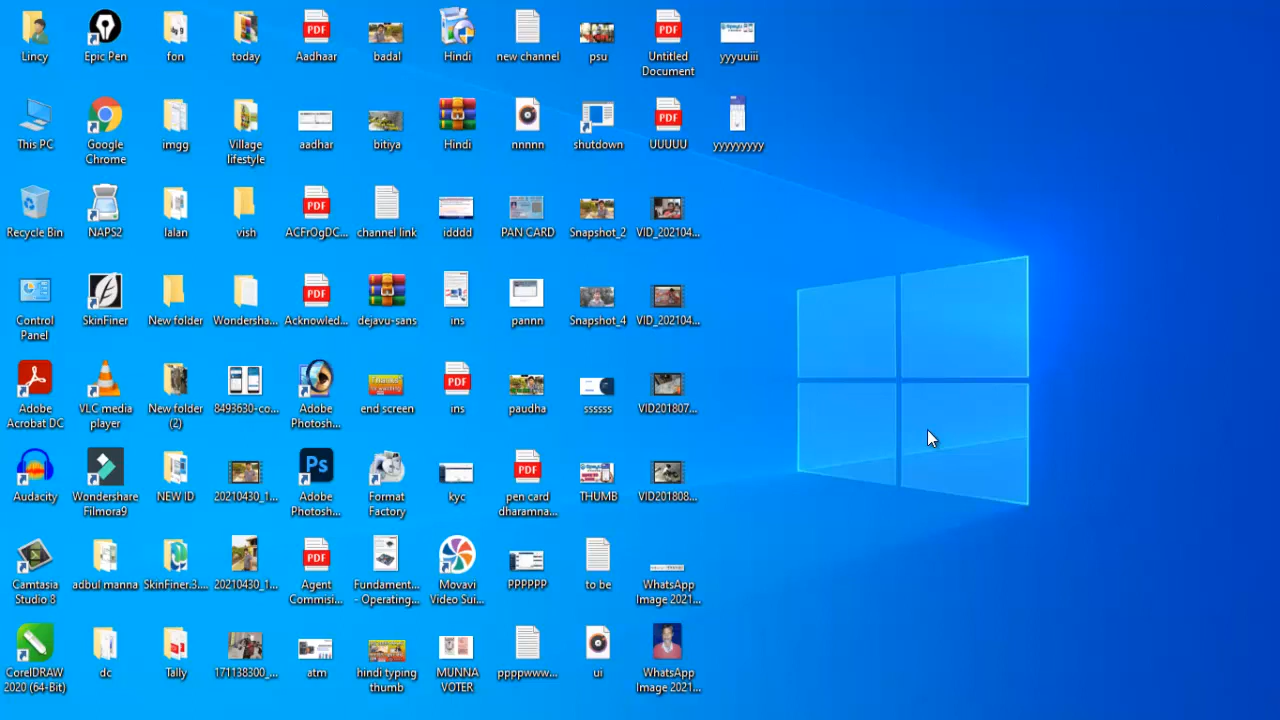 Lincy
Epic Pen
fon
today
Aadhaar
badal
Hindi
new channel
psu
Untitled
Document
yyyuuiii
This PC
Google
Chrome
imgg
Village
lifestyle
aadhar
bitiya
Hindi
nnnnn
shutdown
UUUUU
yyyyyyyyy
Recycle Bin
NAPS2
lalan
vish
ACFrOgDC...
channel link
idddd
PAN CARD
Snapshot_2
VID_202104...
Control
Panel
SkinFiner
New folder
Wondersha...
Acknowled...
dejavu-sans
ins
pannn
Snapshot_4
VID_202104...
Adobe
Acrobat DC
VLC media
player
New folder
(2)
8493630-co...
Adobe
Photosh...
end screen
ins
paudha
ssssss
VID201807...
Audacity
Wondershare
Filmora9
NEW ID
20210430_1...
Adobe
Photosh...
Format
Factory
kyc
pen card
dharamna...
THUMB
VID201808...
Camtasia
Studio 8
adbul manna
SkinFiner.3....
20210430_1...
Agent
Commisi...
Fundament...
- Operating...
Movavi
Video Sui...
PPPPPP
to be
WhatsApp
Image 2021...
CorelDRAW
2020 (64-Bit)
dc
Tally
171138300_...
atm
hindi typing
thumb
MUNNA
VOTER
ppppwww...
ui
WhatsApp
Image 2021...